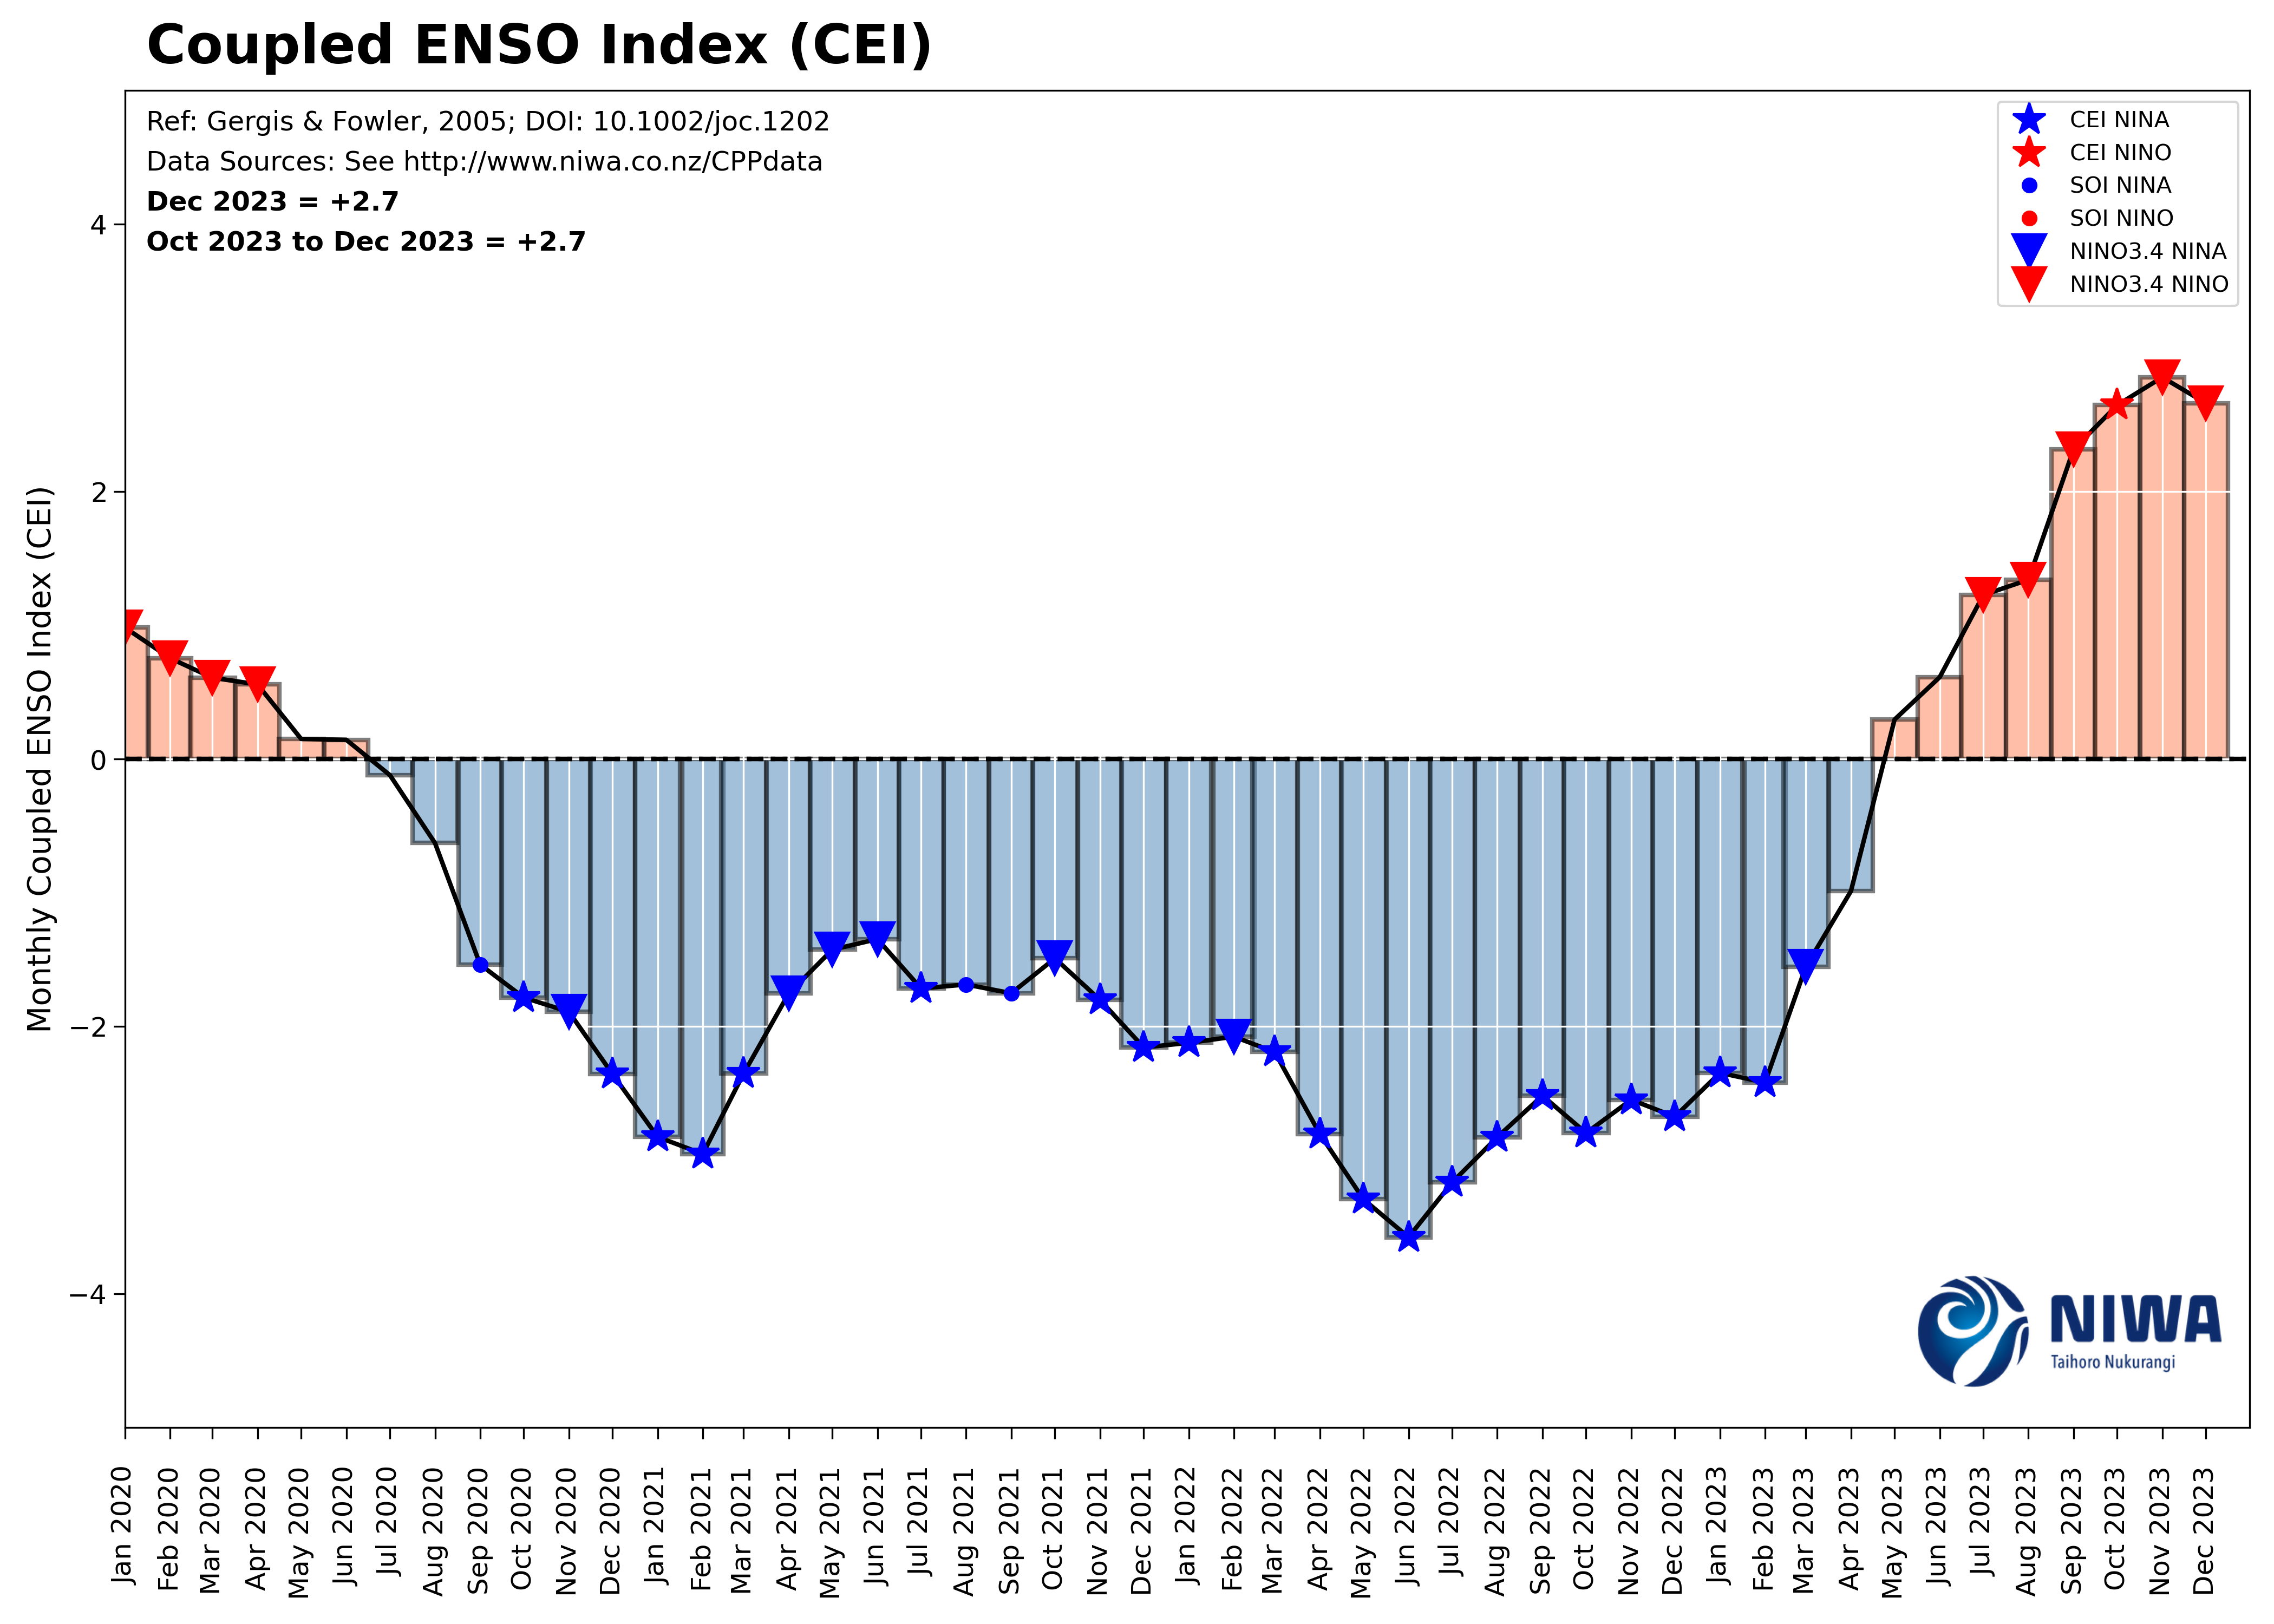 Coupled ENSO Index (CEI)
Ref: Gergis & Fowler, 2005; DOI: 10.1002/joc.1202
Data Sources: See http://www.niwa.co.nz/CPPdata
Dec 2023 = +2.7
Oct 2023 to Dec 2023 = +2.7
CEI NINA
CEI NINO
SOI NINA
SOI NINO
NINO3.4 NINA
NINO3.4 NINO
Monthly Coupled ENSO Index (CEI)
4
2
0
−2
−4
NIWA
Taihoro Nukurangi
Jan 2020
Feb 2020
Mar 2020
Apr 2020
May 2020
Jun 2020
Jul 2020
Aug 2020
Sep 2020
Oct 2020
Nov 2020
Dec 2020
Jan 2021
Feb 2021
Mar 2021
Apr 2021
May 2021
Jun 2021
Jul 2021
Aug 2021
Sep 2021
Oct 2021
Nov 2021
Dec 2021
Jan 2022
Feb 2022
Mar 2022
Apr 2022
May 2022
Jun 2022
Jul 2022
Aug 2022
Sep 2022
Oct 2022
Nov 2022
Dec 2022
Jan 2023
Feb 2023
Mar 2023
Apr 2023
May 2023
Jun 2023
Jul 2023
Aug 2023
Sep 2023
Oct 2023
Nov 2023
Dec 2023